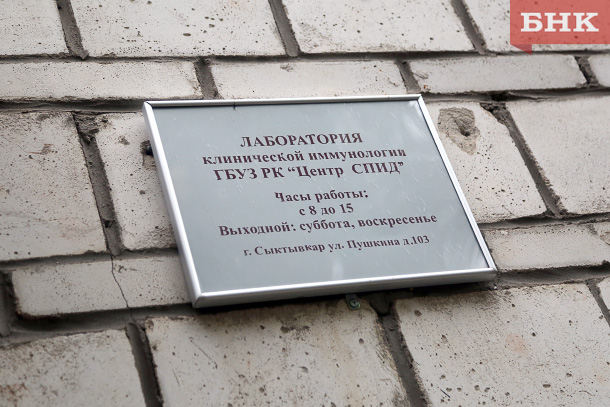 БНК
ЛАБОРАТОРИЯ
клинической иммунологии
ГБУЗ РК "Центр СПИД"
Часы работы:
с 8 до 15
Выходной: суббота, воскресенье
г. Сыктывкар ул. Пушкина д.103